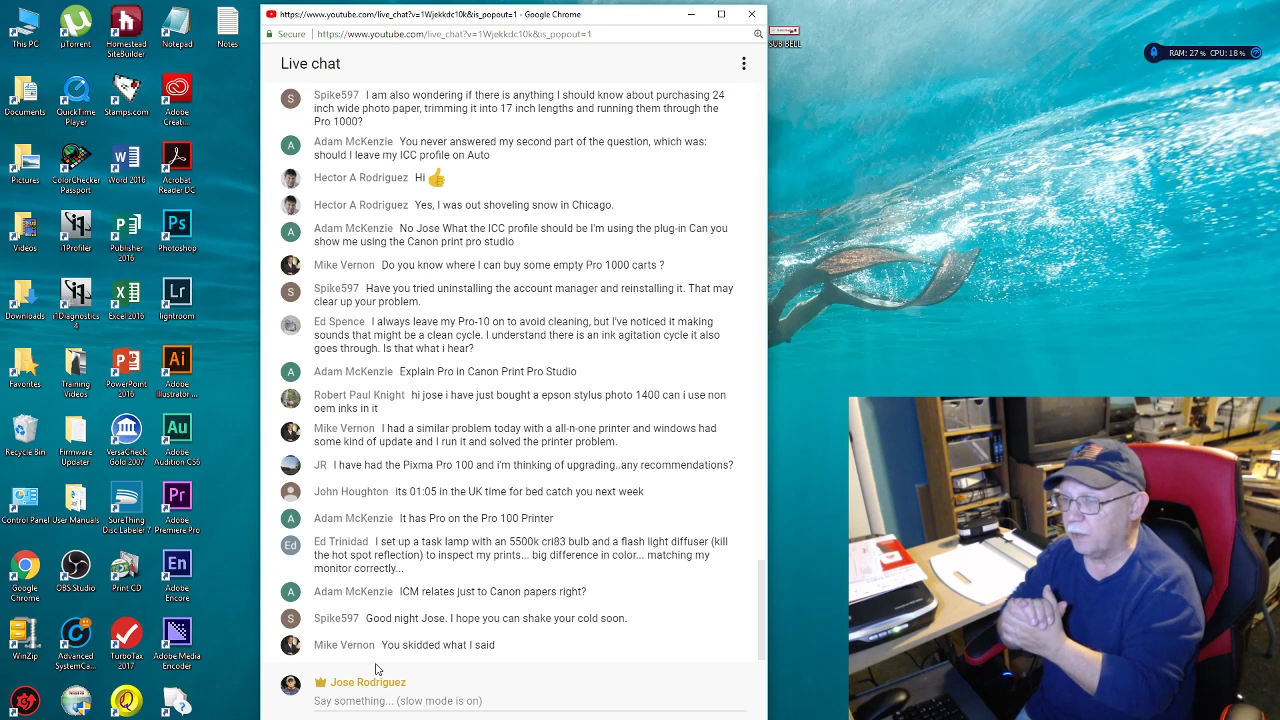 https://www.youtube.com/live_chat?v=1Wjekkdc10k&is_popout=1 - Google Chrome
Secure
https://www.youtube.com/live_chat?v=1Wjekkdc10k&is_popout=1
Live chat
S
Spike597 I am also wondering if there is anything I should know about purchasing 24
inch wide photo paper, trimming it into 17 inch lengths and running them through the
Pro 1000?
A
Adam McKenzie You never answered my second part of the question, which was:
should I leave my ICC profile on Auto
Hector A Rodriguez Hi
Hector A Rodriguez Yes, I was out shoveling snow in Chicago.
A
Adam McKenzie No Jose What the ICC profile should be I'm using the plug-in Can you
show me using the Canon print pro studio
Mike Vernon Do you know where I can buy some empty Pro 1000 carts ?
S
Spike597 Have you tried uninstalling the account manager and reinstalling it. That may
clear up your problem.
Ed Spence I always leave my Pro-10 on to avoid cleaning, but I've noticed it making
sounds that might be a clean cycle. I understand there is an ink agitation cycle it also
goes through. Is that what i hear?
A
Adam McKenzie Explain Pro in Canon Print Pro Studio
Robert Paul Knight hi jose i have just bought a epson stylus photo 1400 can i use non
oem inks in it
Mike Vernon I had a similar problem today with a all-n-one printer and windows had
some kind of update and I run it and solved the printer problem.
JR I have had the Pixma Pro 100 and i'm thinking of upgrading..any recommendations?
John Houghton its 01:05 in the UK time for bed catch you next week
A
Adam McKenzie It has Pro on the Pro 100 Printer
Ed
Ed Trinidad I set up a task lamp with an 5500k cri83 bulb and a flash light diffuser (kill
the hot spot reflection) to inspect my prints... big difference in color... matching my
monitor correctly...
A
Adam McKenzie ICM relates just to Canon papers right?
S
Spike597 Good night Jose. I hope you can shake your cold soon.
Mike Vernon You skidded what I said
Jose Rodriguez
Say something... (slow mode is on)
This PC
µTorrent
Homestead
SiteBuilder
Notepad
Notes
Documents
QuickTime
Player
Stamps.com
Adobe
Creati...
Pictures
ColorChecker
Passport
Word 2016
Acrobat
Reader DC
Videos
i1Profiler
Publisher
2016
Photoshop
Downloads
i1Diagnostics
4
Excel 2016
lightroom
Favorites
Training
Videos
PowerPoint
2016
Adobe
Illustrator ...
Recycle Bin
Firmware
Updater
VersaCheck
Gold 2007
Adobe
Audition CS6
Control Panel
User Manuals
SureThing
Disc Labeler 7
Adobe
Premiere Pro
Google
Chrome
OBS Studio
Print CD
Adobe
Encore
WinZip
Advanced
SystemCa...
TurboTax
2017
Adobe Media
Encoder
SUB BELL
RAM: 27 % CPU: 18 %